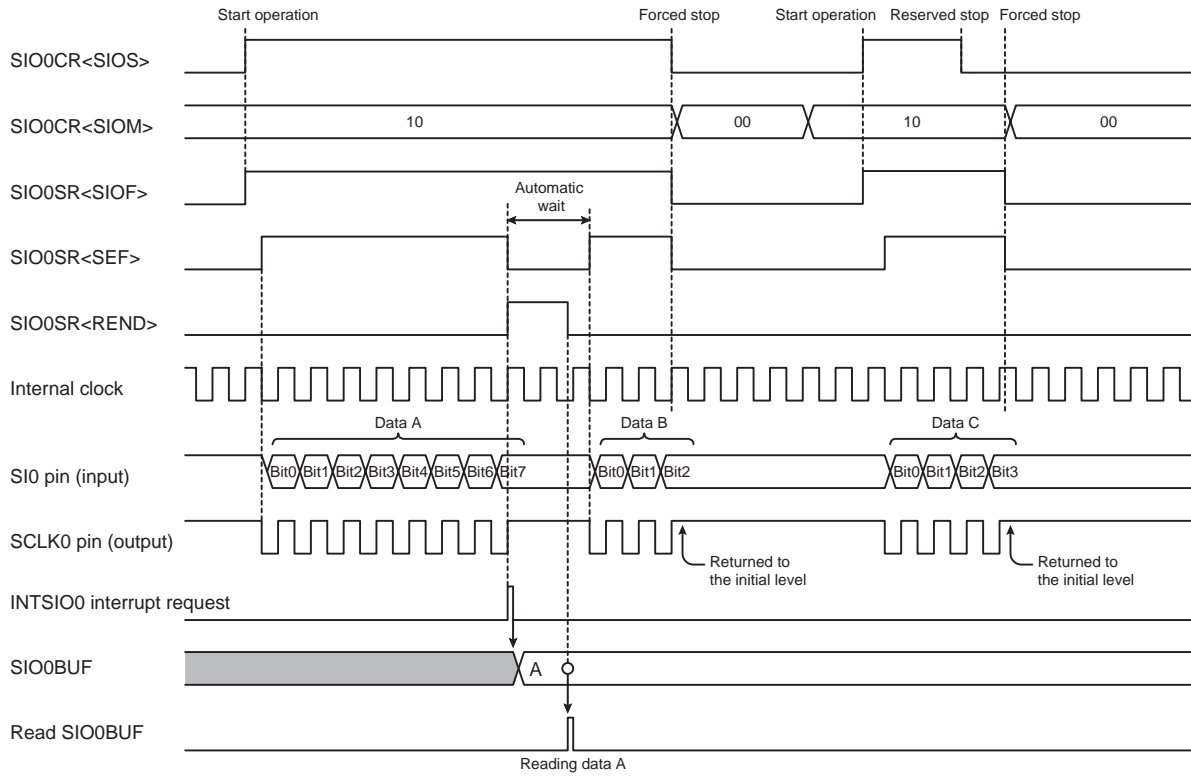 Start operation
Forced stop
Start operation
Reserved stop
Forced stop
SIO0CR<SIOS>
SIO0CR<SIOM>
10
00
10
00
SIO0SR<SIOF>
Automatic
wait
SIO0SR<SEF>
SIO0SR<REND>
Internal clock
Data A
Data B
Data C
SI0 pin (input)
Bit0 Bit1 Bit2 Bit3 Bit4 Bit5 Bit6 Bit7
Bit0 Bit1 Bit2
Bit0 Bit1 Bit2 Bit3
SCLK0 pin (output)
Returned to
the initial level
Returned to
the initial level
INTSIO0 interrupt request
SIO0BUF
A
Read SIO0BUF
Reading data A